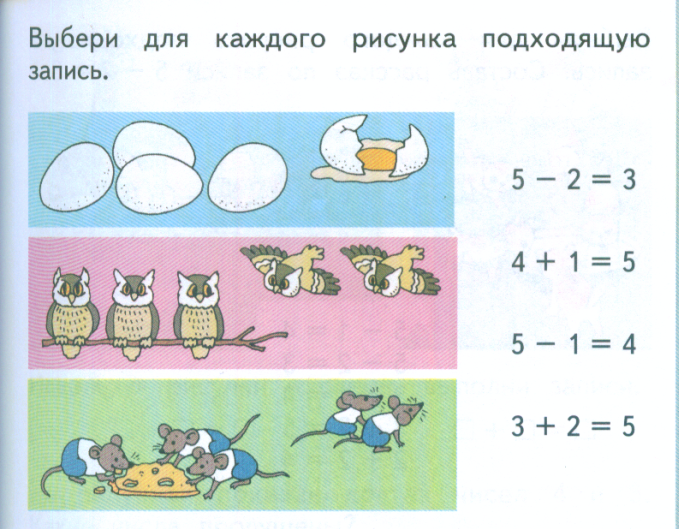 Выбери для каждого рисунка подходящую
запись.
5 − 2 = 3
4 + 1 = 5
5 − 1 = 4
3 + 2 = 5